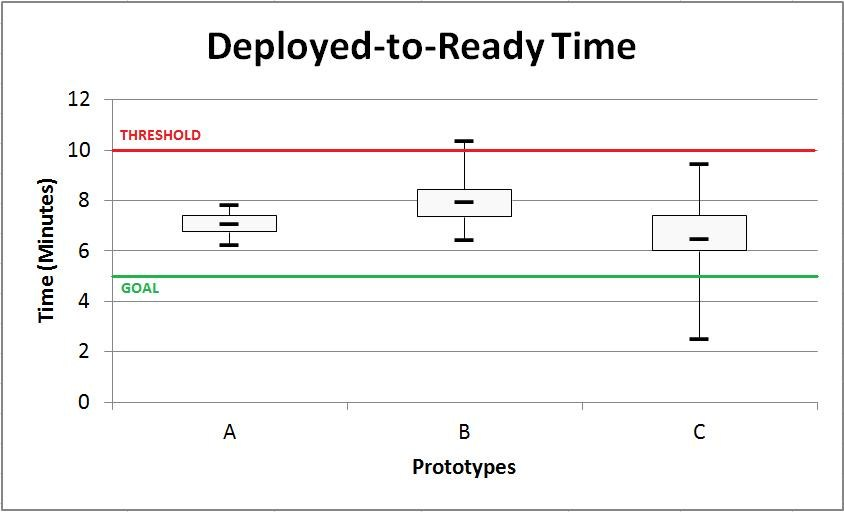 Deployed-to-Ready Time
12
THRESHOLD
10
8
6
GOAL
4
2
0
Time (Minutes)
A B C
Prototypes